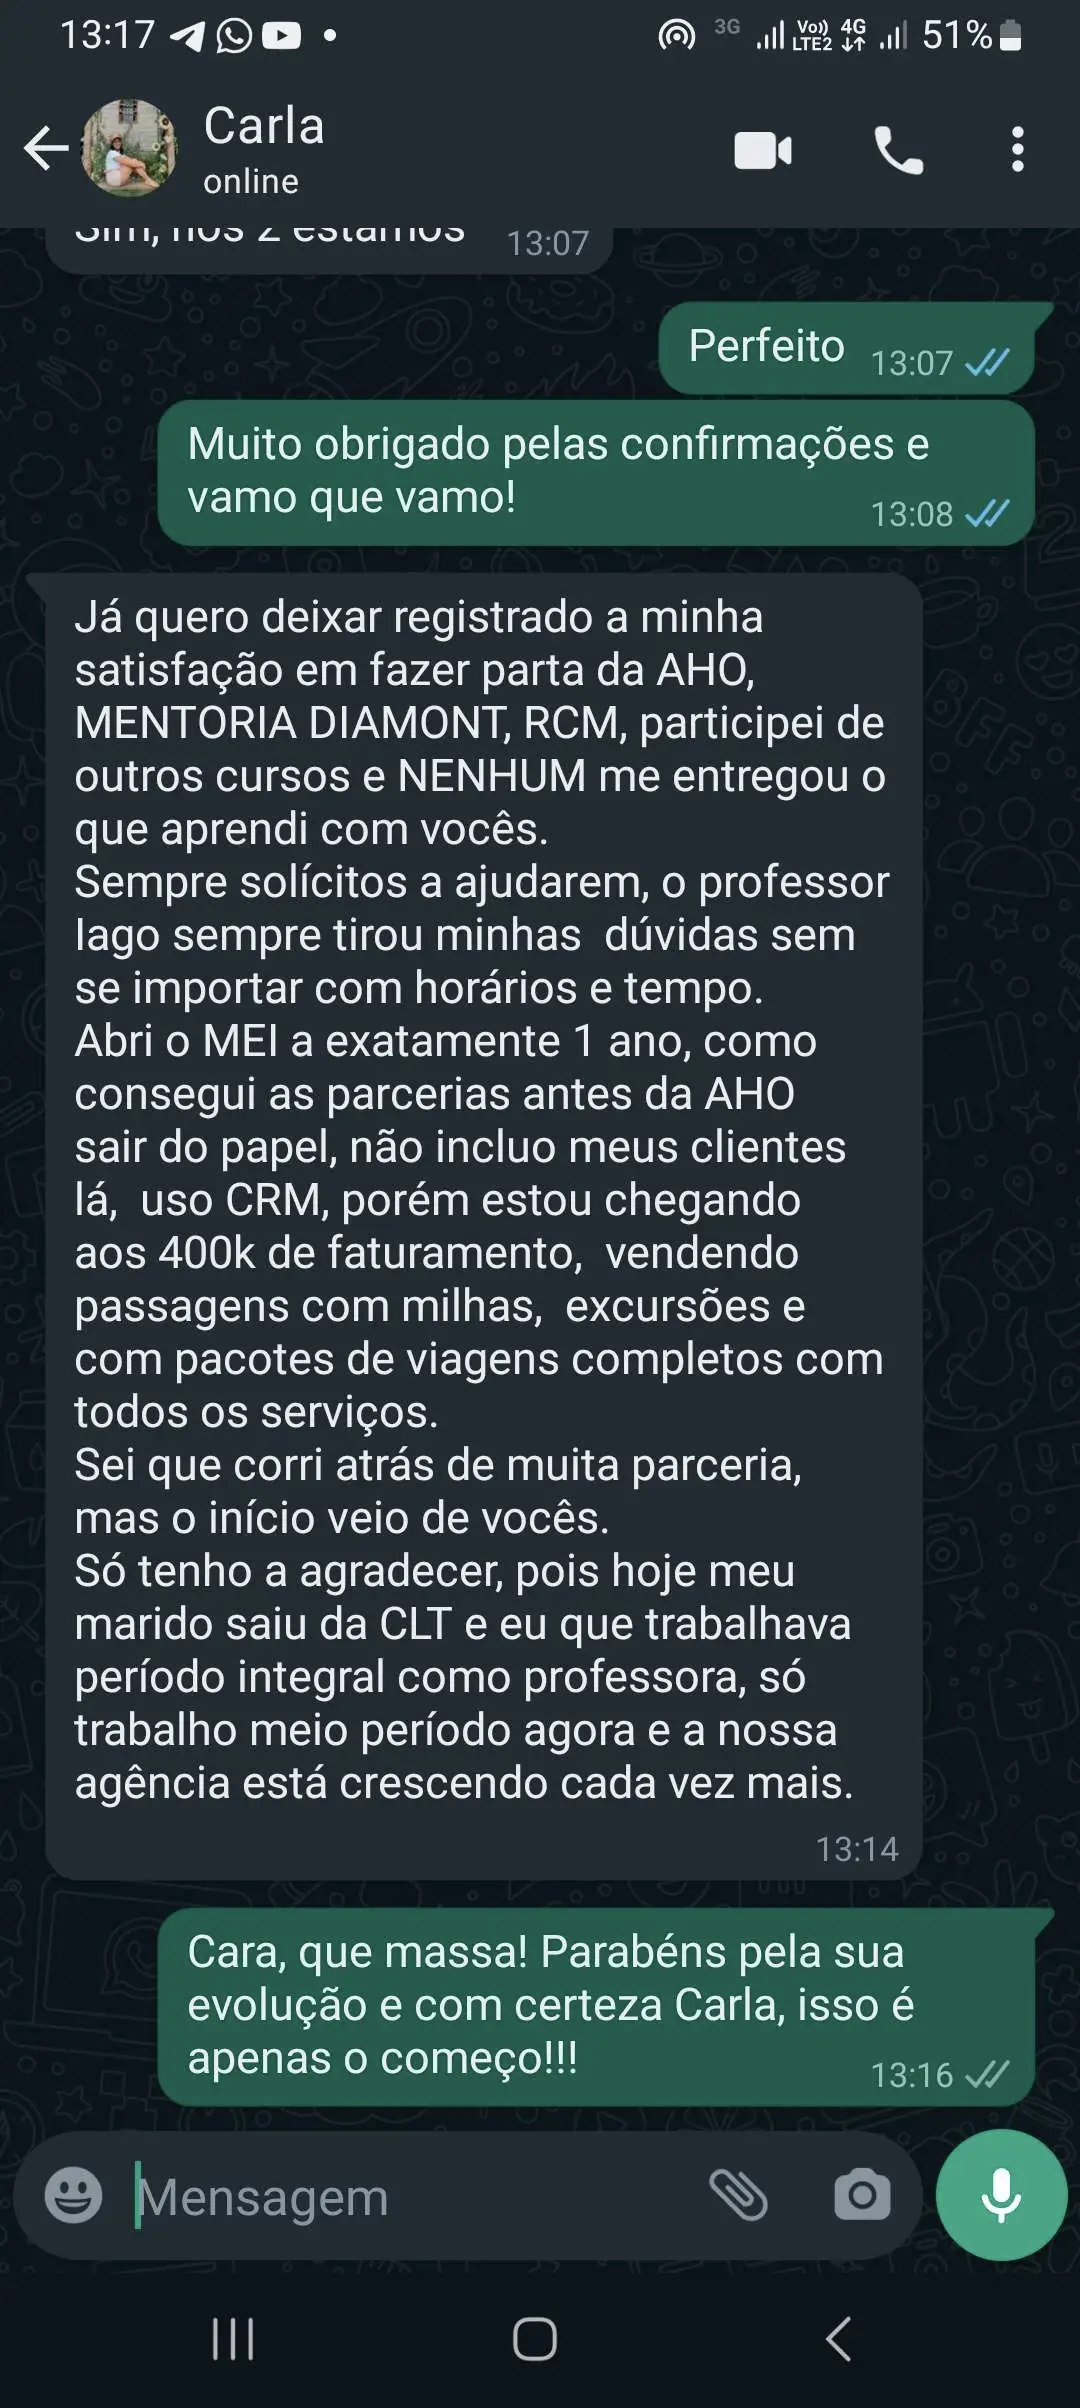 13:17
3G
Vo))
LTE2
4G
51%
Carla
online
Sim, nós 2 estamos
13:07
Perfeito
13:07
Muito obrigado pelas confirmações e
vamo que vamo!
13:08
Já quero deixar registrado a minha
satisfação em fazer parta da AHO,
MENTORIA DIAMONT, RCM, participei de
outros cursos e NENHUM me entregou o
que aprendi com vocês.
Sempre solícitos a ajudarem, o professor
Iago sempre tirou minhas  dúvidas sem
se importar com horários e tempo.
Abri o MEI a exatamente 1 ano, como
consegui as parcerias antes da AHO
sair do papel, não incluo meus clientes
lá,  uso CRM, porém estou chegando
aos 400k de faturamento,  vendendo
passagens com milhas,  excursões e
com pacotes de viagens completos com
todos os serviços.
Sei que corri atrás de muita parceria,
mas o início veio de vocês.
Só tenho a agradecer, pois hoje meu
marido saiu da CLT e eu que trabalhava
período integral como professora, só
trabalho meio período agora e a nossa
agência está crescendo cada vez mais.
13:14
Cara, que massa! Parabéns pela sua
evolução e com certeza Carla, isso é
apenas o começo!!!
13:16
Mensagem